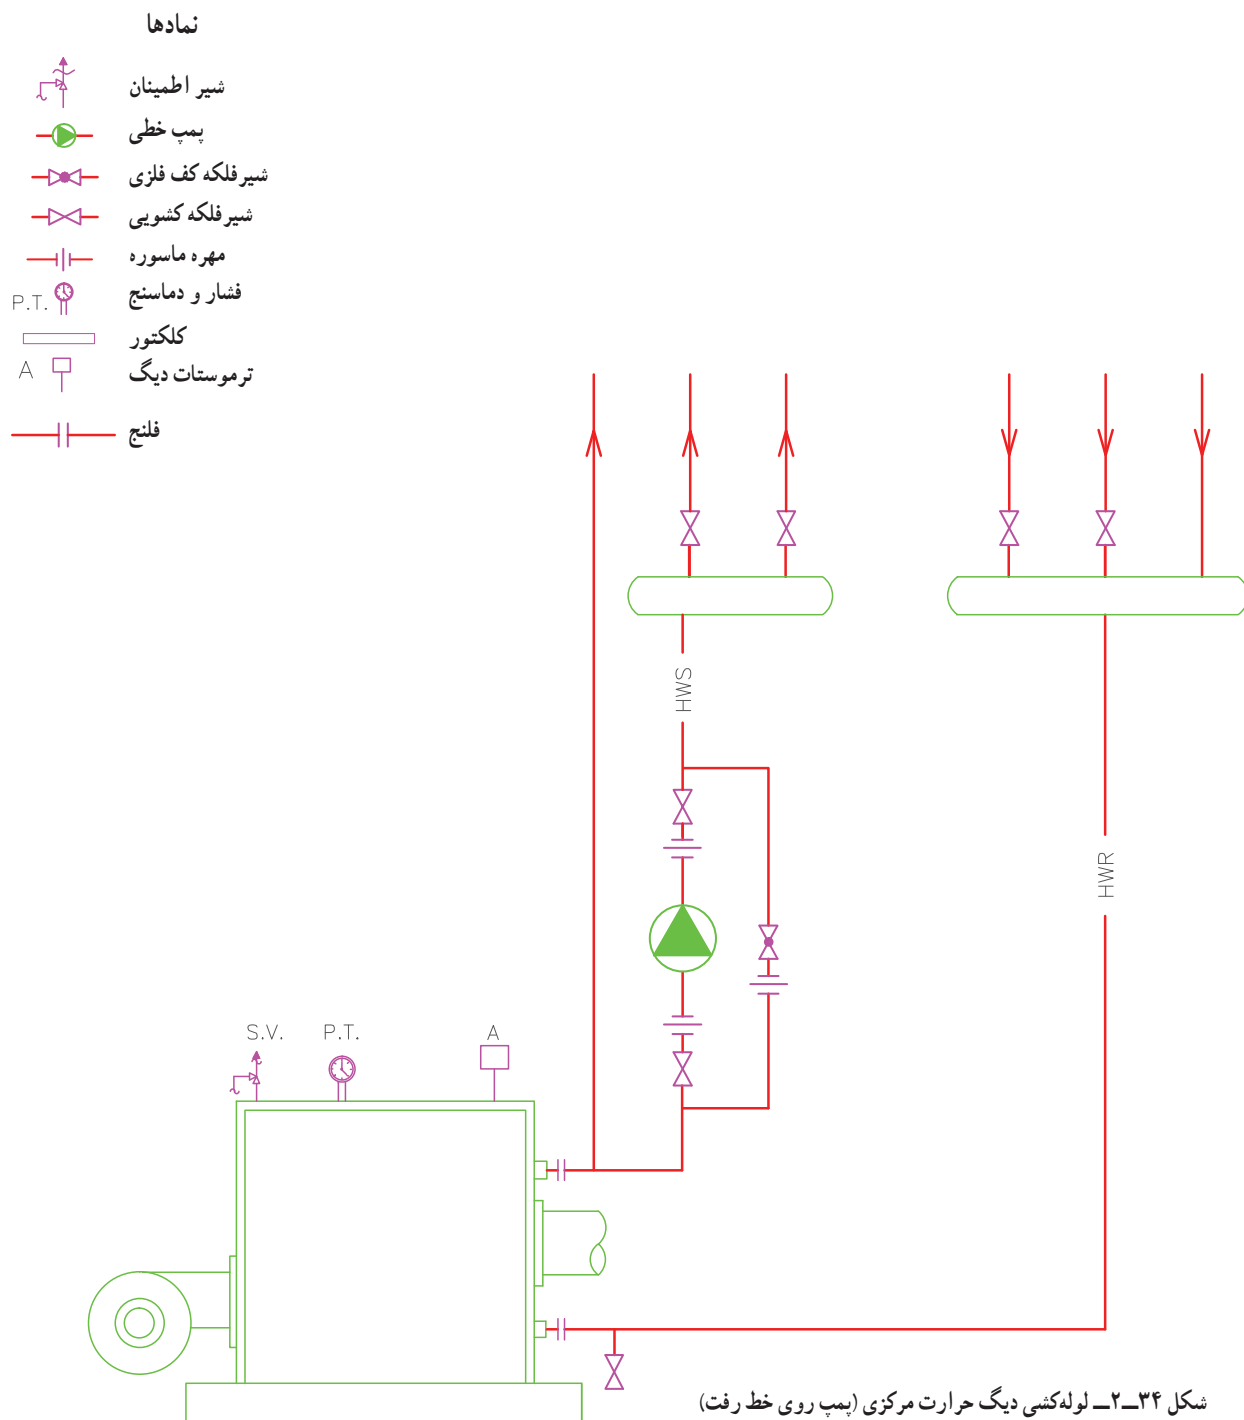 نمادها
شیر اطمینان
پمپ خطی
شیرفلکه کف فلزی
شیرفلکه کشویی
مهره ماسوره
فشار و دماسنج
P.T.
کلکتور
ترموستات دیگ
A
فلنج
HWS
HWR
S.V.
P.T.
A
شکل ۳۴ــ۲ــ لوله‌کشی دیگ حرارت مرکزی (پمپ روی خط رفت)